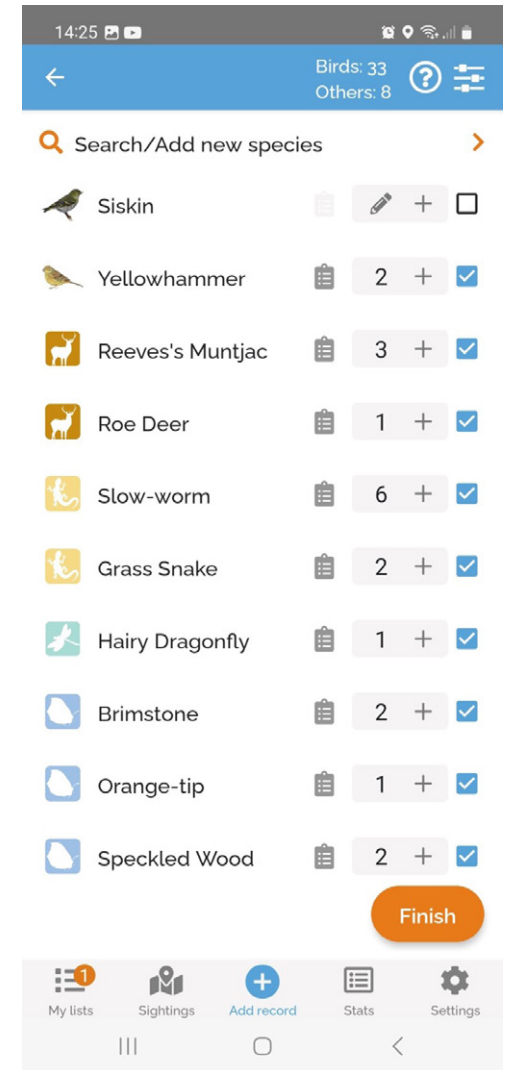 14:25
Birds: 33
Others: 8
?
Search/Add new species
Siskin
+
Yellowhammer 2 +
Reeves's Muntjac 3 +
Roe Deer 1 +
Slow-worm 6 +
Grass Snake 2 +
Hairy Dragonfly 1 +
Brimstone 2 +
Orange-tip 1 +
Speckled Wood 2 +
Finish
1
My lists Sightings Add record Stats Settings